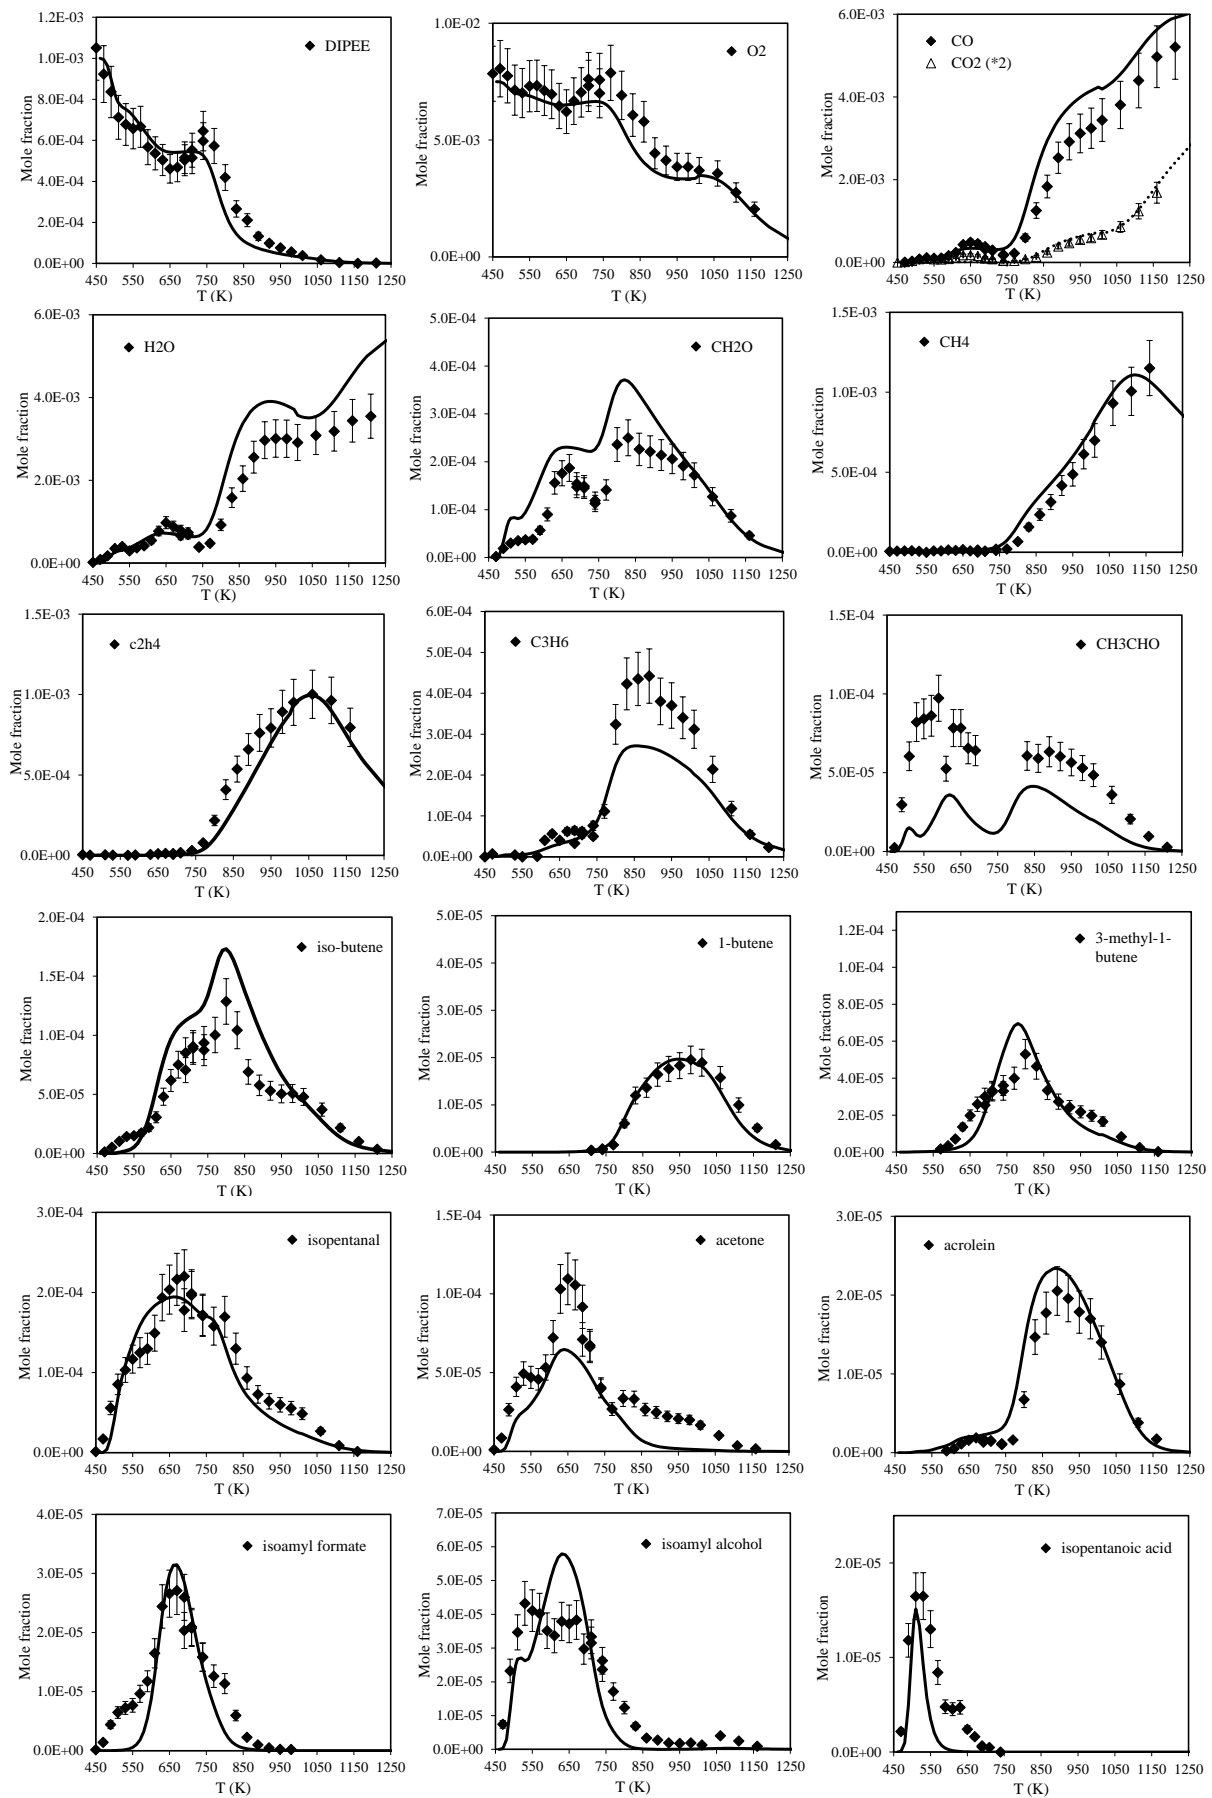 1.2E-03
1.0E-03
8.0E-04
6.0E-04
4.0E-04
2.0E-04
0.0E+00
Mole fraction
DIPEE
450 550 650 750 850 950 1050 1150 1250
T (K)
1.0E-02
5.0E-03
0.0E+00
Mole fraction
O2
450 550 650 750 850 950 1050 1150 1250
T (K)
6.0E-03
4.0E-03
2.0E-03
0.0E+00
Mole fraction
CO
CO2 (*2)
450 550 650 750 850 950 1050 1150 1250
T (K)
6.0E-03
4.0E-03
2.0E-03
0.0E+00
Mole fraction
H2O
450 550 650 750 850 950 1050 1150 1250
T (K)
5.0E-04
4.0E-04
3.0E-04
2.0E-04
1.0E-04
0.0E+00
Mole fraction
CH2O
450 550 650 750 850 950 1050 1150 1250
T (K)
1.5E-03
1.0E-03
5.0E-04
0.0E+00
Mole fraction
CH4
450 550 650 750 850 950 1050 1150 1250
T (K)
1.5E-03
1.0E-03
5.0E-04
0.0E+00
Mole fraction
c2h4
450 550 650 750 850 950 1050 1150 1250
T (K)
6.0E-04
5.0E-04
4.0E-04
3.0E-04
2.0E-04
1.0E-04
0.0E+00
Mole fraction
C3H6
450 550 650 750 850 950 1050 1150 1250
T (K)
1.5E-04
1.0E-04
5.0E-05
0.0E+00
Mole fraction
CH3CHO
450 550 650 750 850 950 1050 1150 1250
T (K)
2.0E-04
1.5E-04
1.0E-04
5.0E-05
0.0E+00
Mole fraction
iso-butene
450 550 650 750 850 950 1050 1150 1250
T (K)
5.0E-05
4.0E-05
3.0E-05
2.0E-05
1.0E-05
0.0E+00
Mole fraction
1-butene
450 550 650 750 850 950 1050 1150 1250
T (K)
1.2E-04
1.0E-04
8.0E-05
6.0E-05
4.0E-05
2.0E-05
0.0E+00
Mole fraction
3-methyl-1-
butene
450 550 650 750 850 950 1050 1150 1250
T (K)
3.0E-04
2.0E-04
1.0E-04
0.0E+00
Mole fraction
isopentanal
450 550 650 750 850 950 1050 1150 1250
T (K)
1.5E-04
1.0E-04
5.0E-05
0.0E+00
Mole fraction
acetone
450 550 650 750 850 950 1050 1150 1250
T (K)
3.0E-05
2.0E-05
1.0E-05
0.0E+00
Mole fraction
acrolein
450 550 650 750 850 950 1050 1150 1250
T (K)
4.0E-05
3.0E-05
2.0E-05
1.0E-05
0.0E+00
Mole fraction
isoamyl formate
450 550 650 750 850 950 1050 1150 1250
T (K)
7.0E-05
6.0E-05
5.0E-05
4.0E-05
3.0E-05
2.0E-05
1.0E-05
0.0E+00
Mole fraction
isoamyl alcohol
450 550 650 750 850 950 1050 1150 1250
T (K)
2.0E-05
1.0E-05
0.0E+00
Mole fraction
isopentanoic acid
450 550 650 750 850 950 1050 1150 1250
T (K)